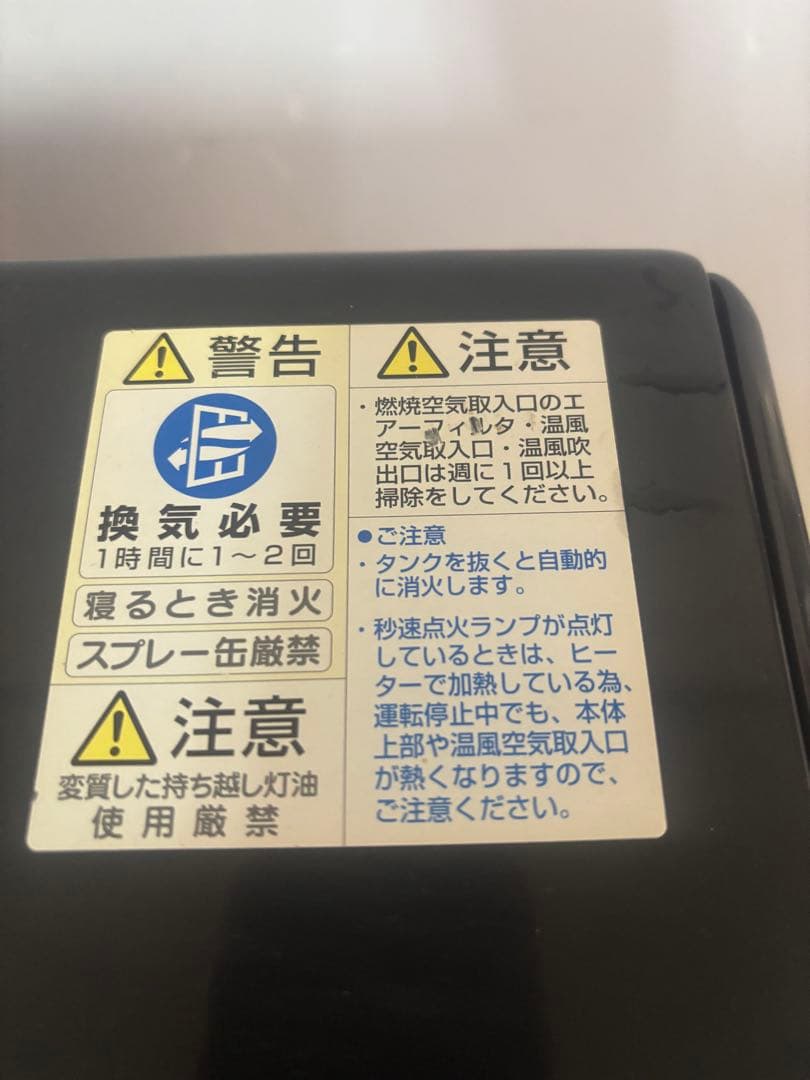 警告
換気必要
1時間に1～2回
寝るとき消火
スプレー缶厳禁
注意
変質した持ち越し灯油
使用厳禁
注意
・燃焼空気取入口のエ
アーフィルタ・温風
空気取入口・温風吹
出口は週に1回以上
掃除をしてください。
●ご注意
・タンクを抜くと自動的
に消火します。
・秒速点火ランプが点灯
しているときは、ヒー
ターで加熱している為、
運転停止中でも、本体
上部や温風空気取入口
が熱くなりますので、
ご注意ください。